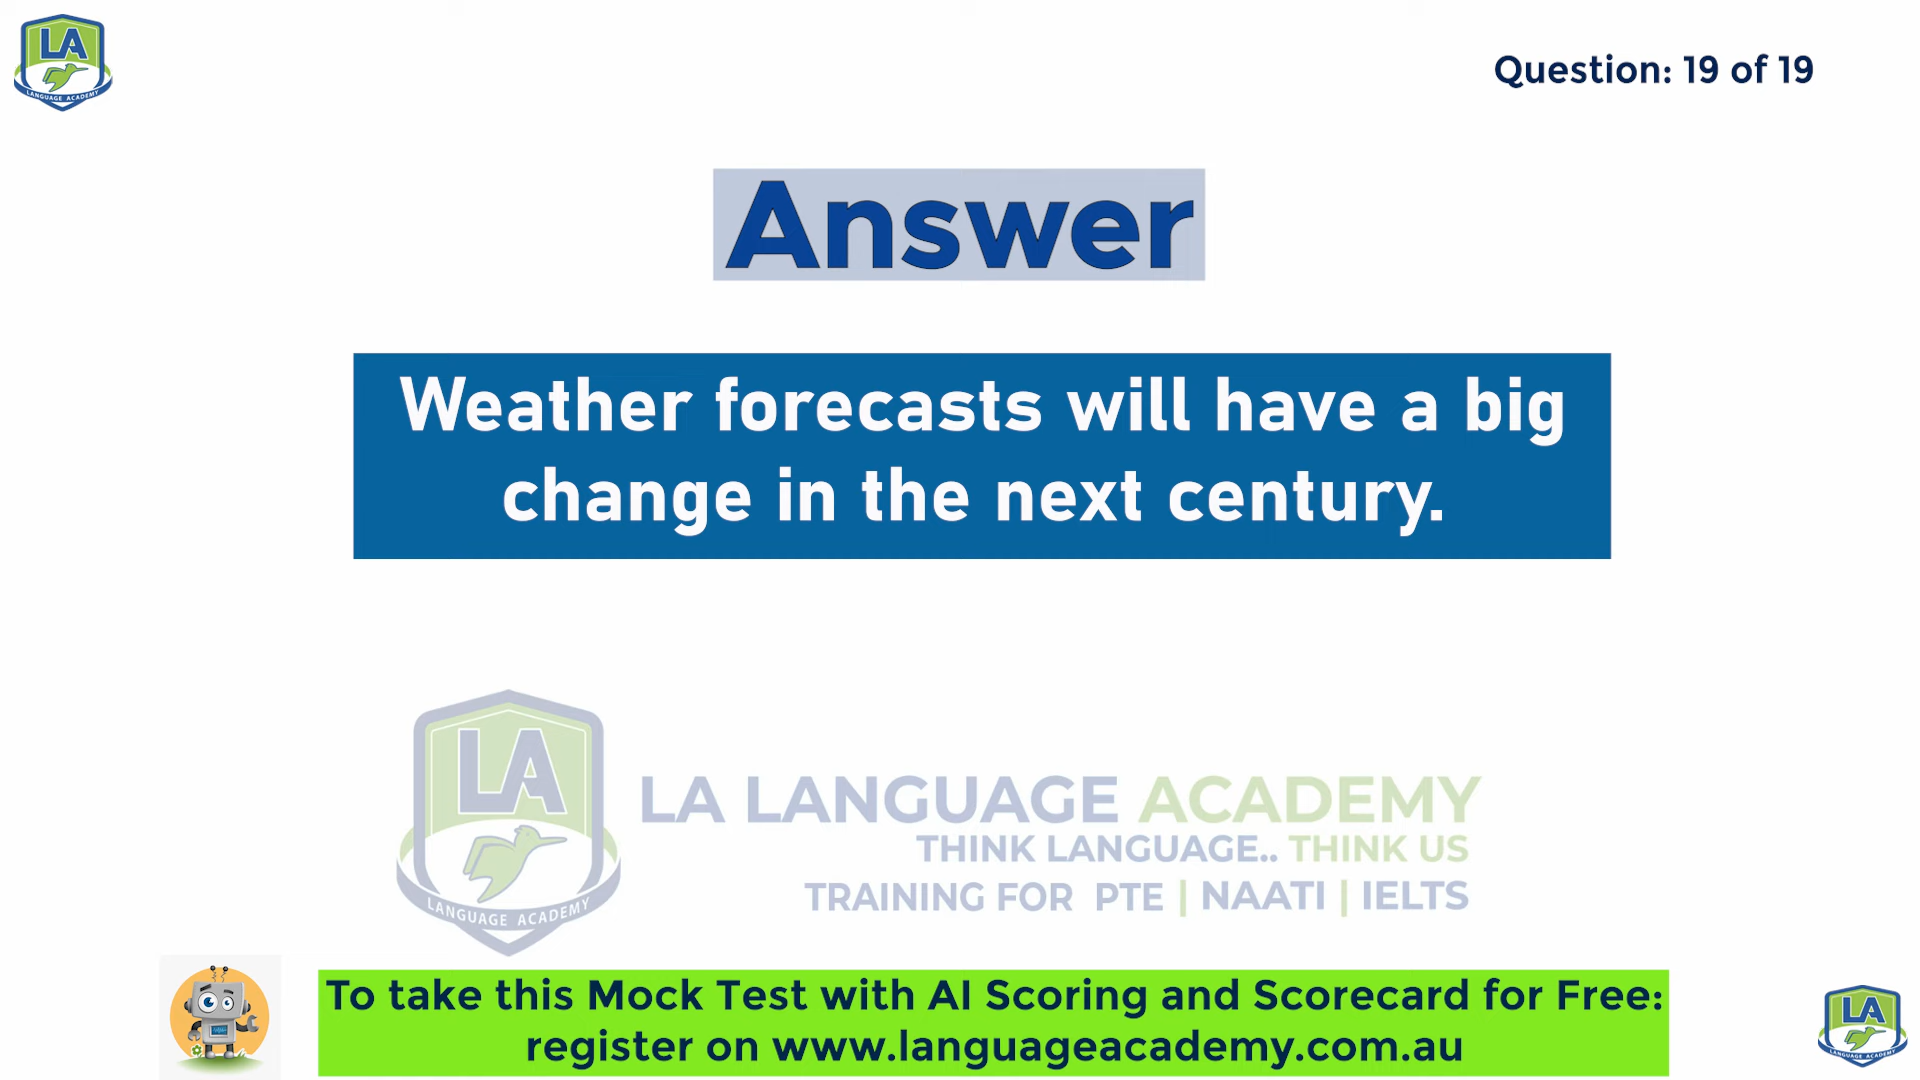 LA
LANGUAGE ACADEMY
Question: 19 of 19
Answer
Weather forecasts will have a big
change in the next century.
LA
LANGUAGE ACADEMY
LA LANGUAGE ACADEMY
THINK LANGUAGE.. THINK US
TRAINING FOR PTE | NAATI | IELTS
To take this Mock Test with AI Scoring and Scorecard for Free:
register on www.languageacademy.com.au
LA
LANGUAGE ACADEMY